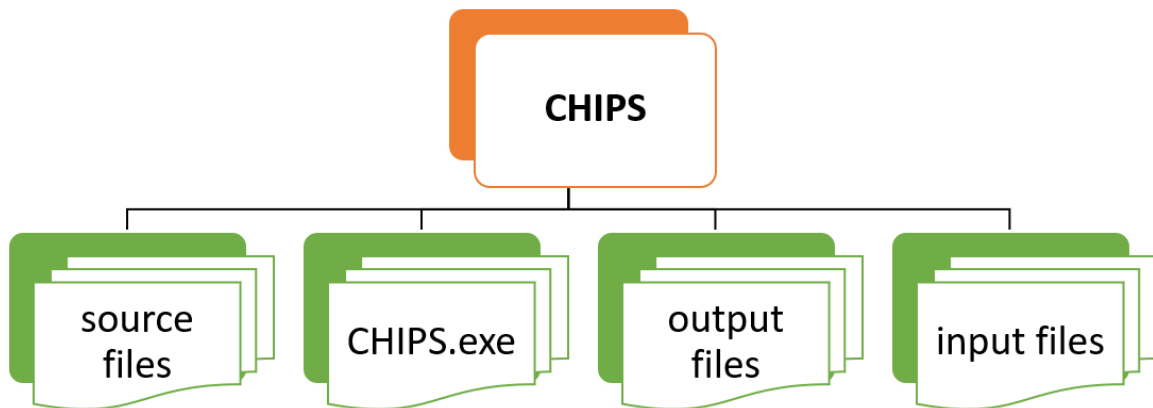 CHIPS
source
files
CHIPS.exe
output
files
input files